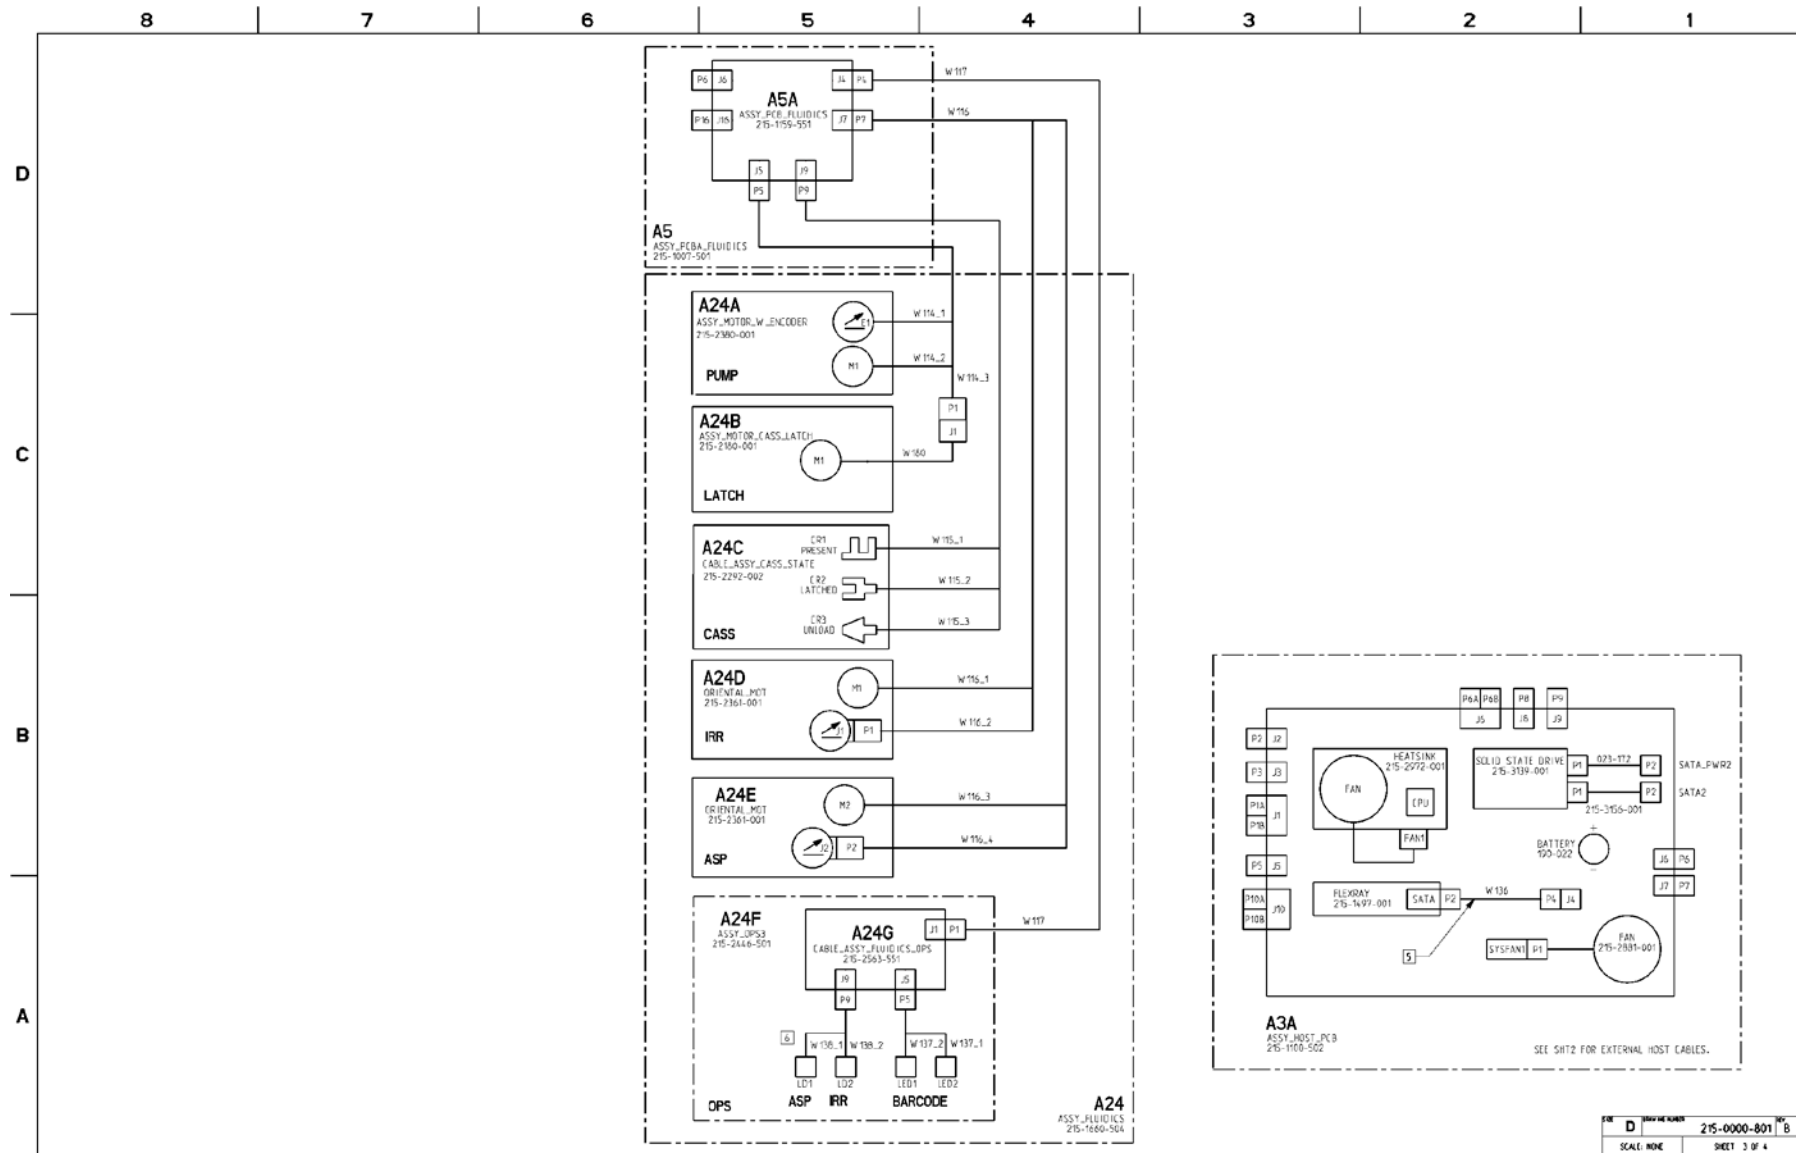 8 7 6 5 4 3 2 1
D
C
B
A
P6 J6
J4 P4
W117
A5A
ASSY_PCB_FLUIDICS
215-1159-551
P16 J16
J7 P7
W116
J5
P5
J9
P9
A5
ASSY_PCBA_FLUIDICS
215-1007-501
A24A
ASSY_MOTOR_W_ENCODER
215-2380-001
E1
M1
PUMP
W114_1
W114_2
W114_3
P1
J1
A24B
ASSY_MOTOR_CASS_LATCH
215-2180-001
M1
W180
LATCH
A24C
CABLE_ASSY_CASS_STATE
215-2292-002
CR1
PRESENT
W115_1
CR2
LATCHED
W115_2
CR3
UNLOAD
W115_3
CASS
A24D
ORIENTAL_MOT
215-2361-001
M1
W116_1
J1 P1
W116_2
IRR
A24E
ORIENTAL_MOT
215-2361-001
M2
W116_3
J2 P2
W116_4
ASP
A24F
ASSY_OPS3
215-2446-501
A24G
CABLE_ASSY_FLUIDICS_OPS
215-2563-551
J1 P1
W117
J9
P9
J5
P5
6
W138_1 W138_2 W137_2 W137_1
LD1 LD2 LED1 LED2
OPS ASP IRR BARCODE
A24
ASSY_FLUIDICS
215-1660-504
P6A P6B
J6
P8
J8
P9
J9
P2 J2
P3 J3
P1A
P1B
J1
P5 J5
P10A
P10B
J10
HEATSINK
215-2972-001
FAN
CPU
FAN1
SOLID STATE DRIVE
215-3139-001
P1 023-112 P2 SATA_PWR2
P1 P2 SATA2
215-3156-001
BATTERY
190-022
+
-
J6 P6
J7 P7
FLEXRAY
215-1497-001
SATA P2
W136
P4 J4
5
SYSFAN1 P1
FAN
215-2881-001
A3A
ASSY_HOST_PCB
215-1100-502
SEE SHT2 FOR EXTERNAL HOST CABLES.
SIZE D DRAWING NUMBER 215-0000-801 REV B
SCALE: NONE SHEET 3 OF 4